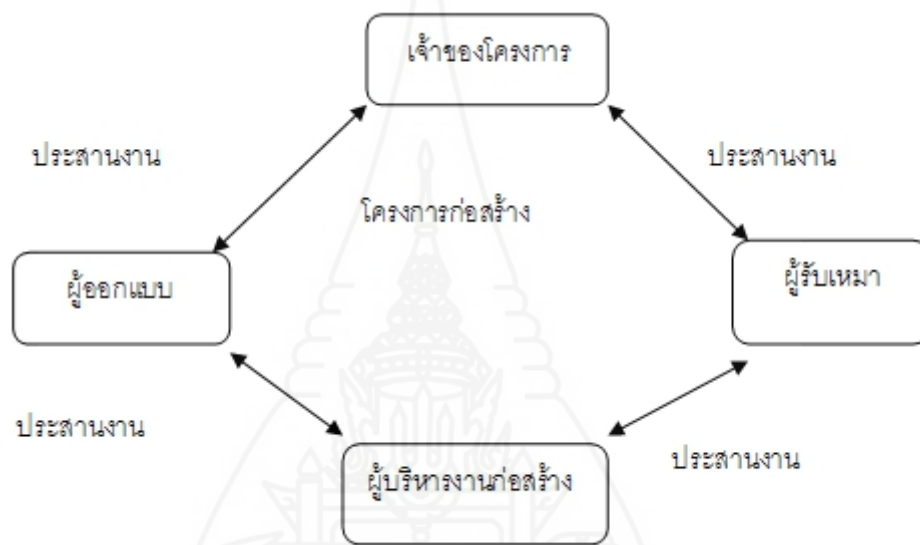 เจ้าของโครงการ
ประสานงาน
ประสานงาน
โครงการก่อสร้าง
ผู้ออกแบบ
ผู้รับเหมา
ประสานงาน
ประสานงาน
ผู้บริหารงานก่อสร้าง